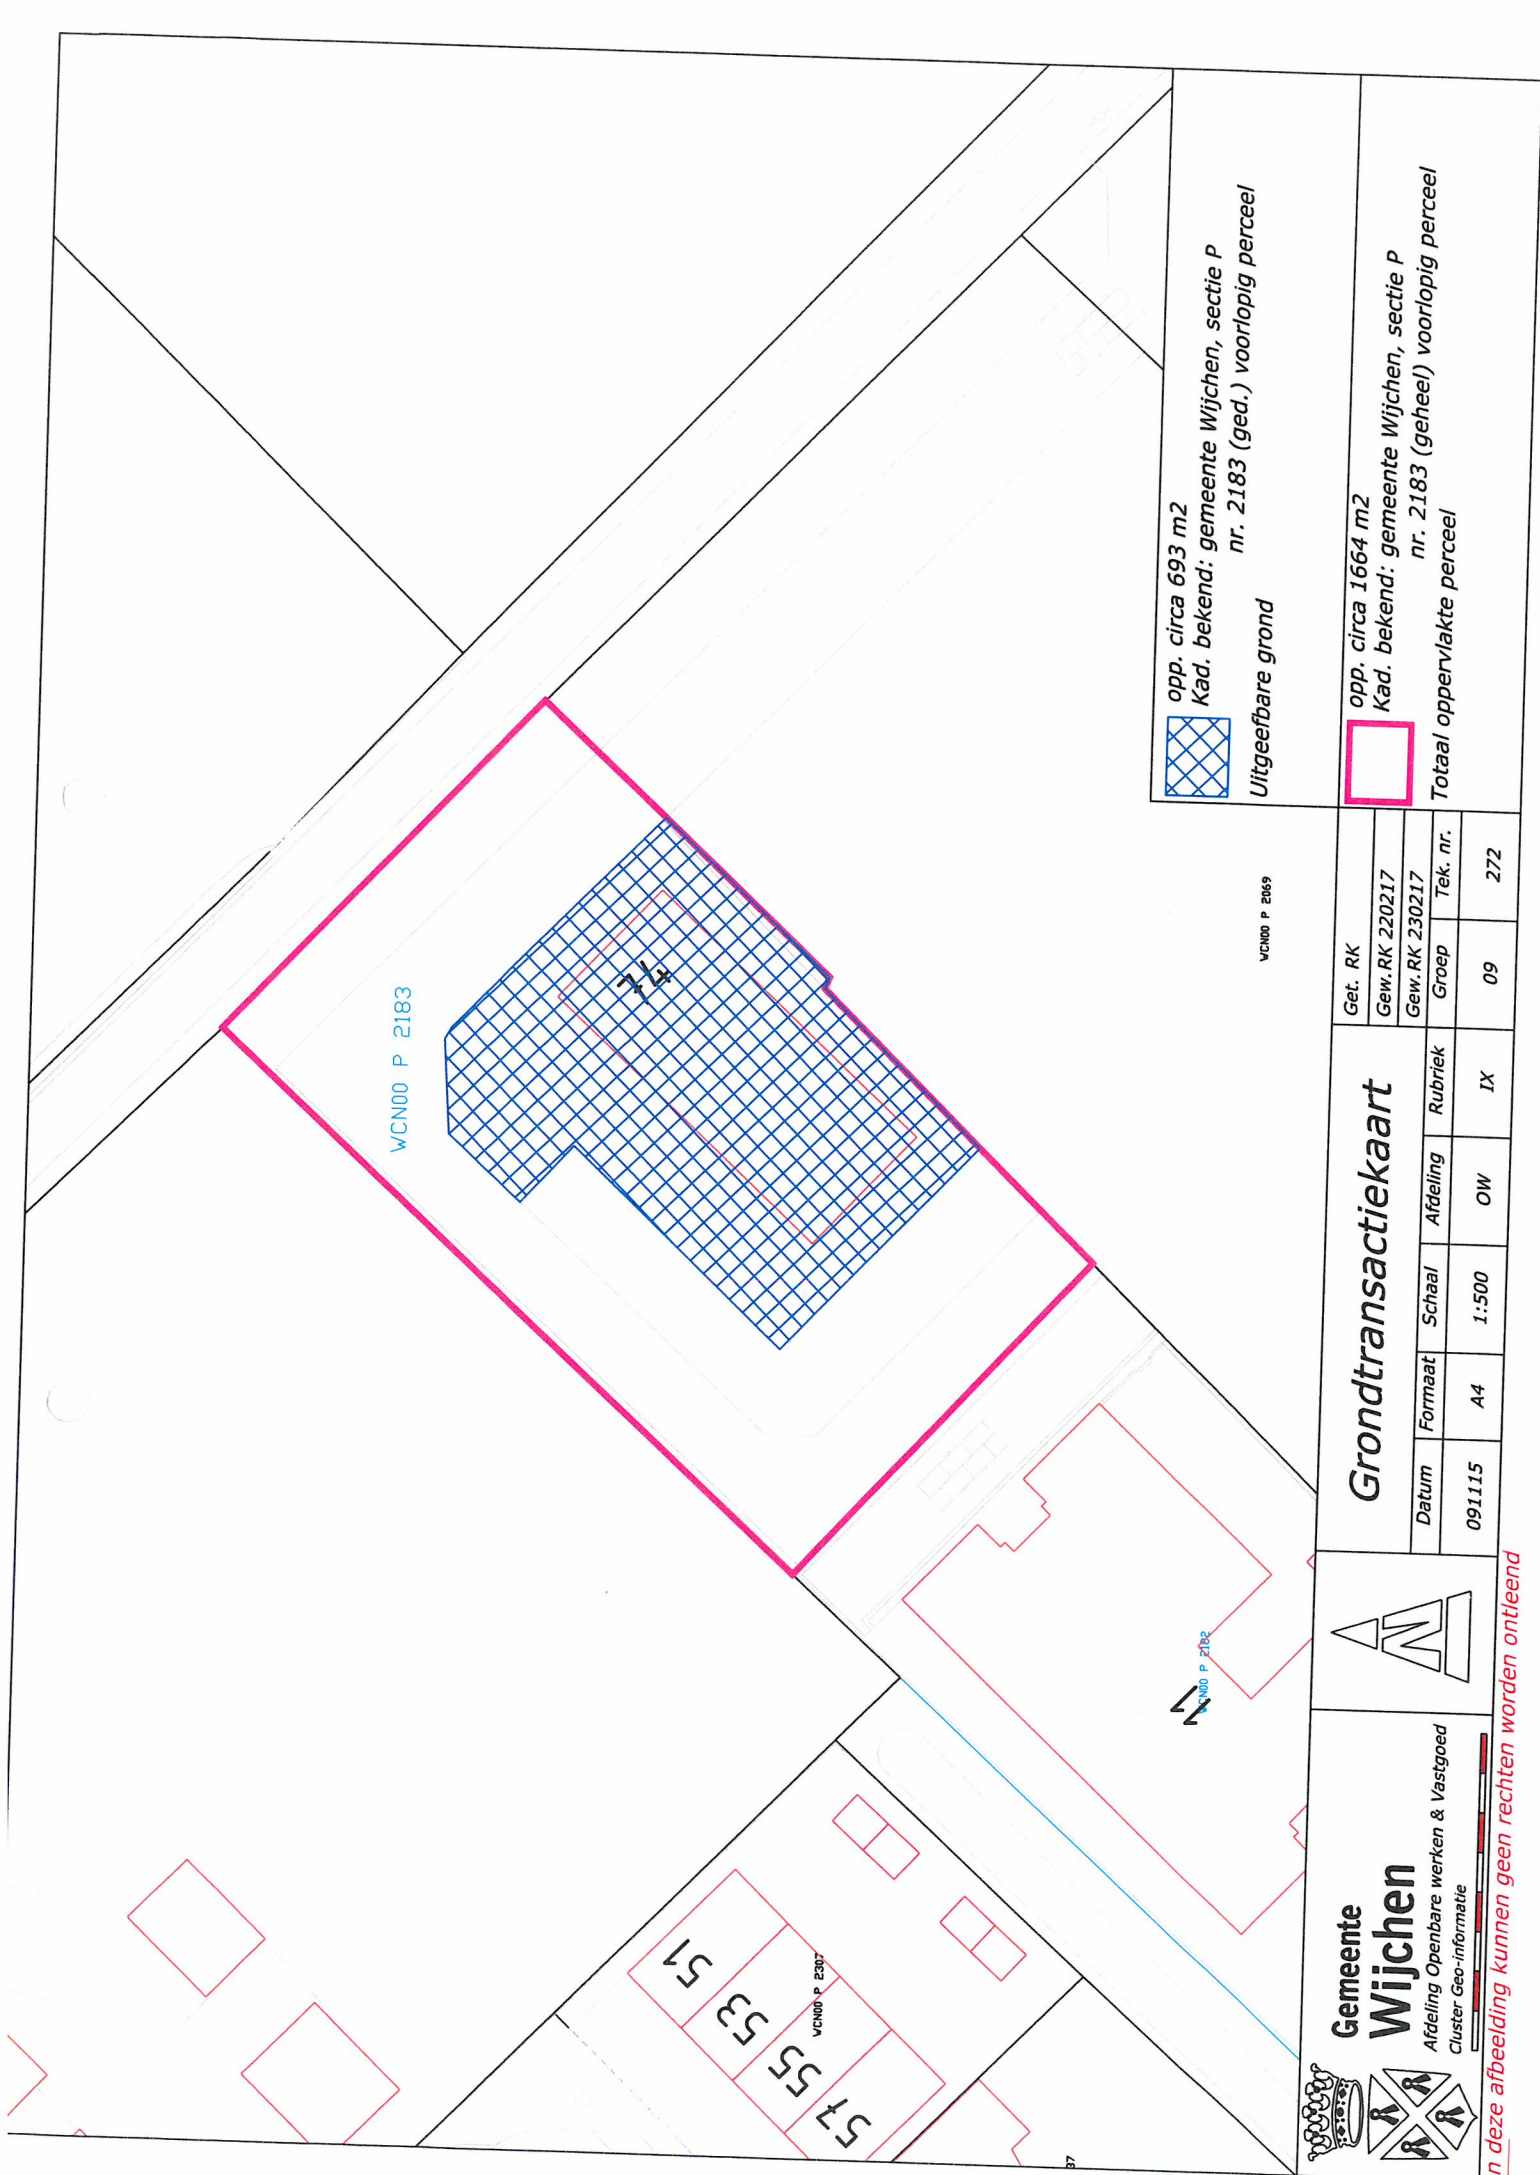 WCN00 P 2183
74
WCN00 P 2069
1
WCN00 P 2182
51
53
55
57
WCN00 P 2307
37
opp. circa 693 m2
Kad. bekend: gemeente Wijchen, sectie P
nr. 2183 (ged.) voorlopig perceel
Uitgeefbare grond
opp. circa 1664 m2
Kad. bekend: gemeente Wijchen, sectie P
nr. 2183 (geheel) voorlopig perceel
Totaal oppervlakte perceel
Gemeente
Wijchen
Afdeling Openbare werken & Vastgoed
Cluster Geo-informatie
N
Grondtransactiekaart
Get. RK
Gew.RK 220217
Gew.RK 230217
Datum Formaat Schaal Afdeling Rubriek Groep Tek. nr.
091115 A4 1:500 OW IX 09 272
n deze afbeelding kunnen geen rechten worden ontleend